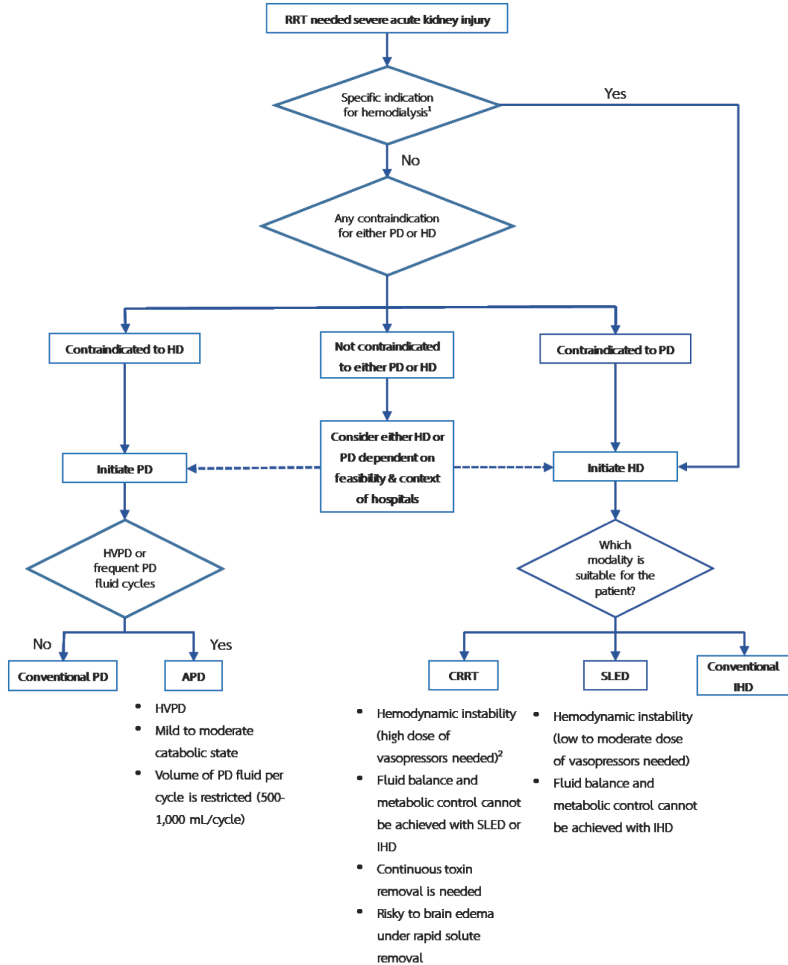 RRT needed severe acute kidney injury
Specific indication
for hemodialysis¹
Yes
No
Any contraindication
for either PD or HD
Contraindicated to HD
Not contraindicated
to either PD or HD
Contraindicated to PD
Consider either HD or
PD dependent on
feasibility & context
of hospitals
Initiate PD
Initiate HD
HVPD or
frequent PD
fluid cycles
Which
modality is
suitable for the
patient?
No
Yes
Conventional PD
APD
CRRT
SLED
Conventional
IHD
• HVPD
• Mild to moderate
catabolic state
• Volume of PD fluid per
cycle is restricted (500-
1,000 mL/cycle)
• Hemodynamic instability
(high dose of
vasopressors needed)²
• Fluid balance and
metabolic control cannot
be achieved with SLED or
IHD
• Continuous toxin
removal is needed
• Risky to brain edema
under rapid solute
removal
• Hemodynamic instability
(low to moderate dose
of vasopressors needed)
• Fluid balance and
metabolic control cannot
be achieved with IHD